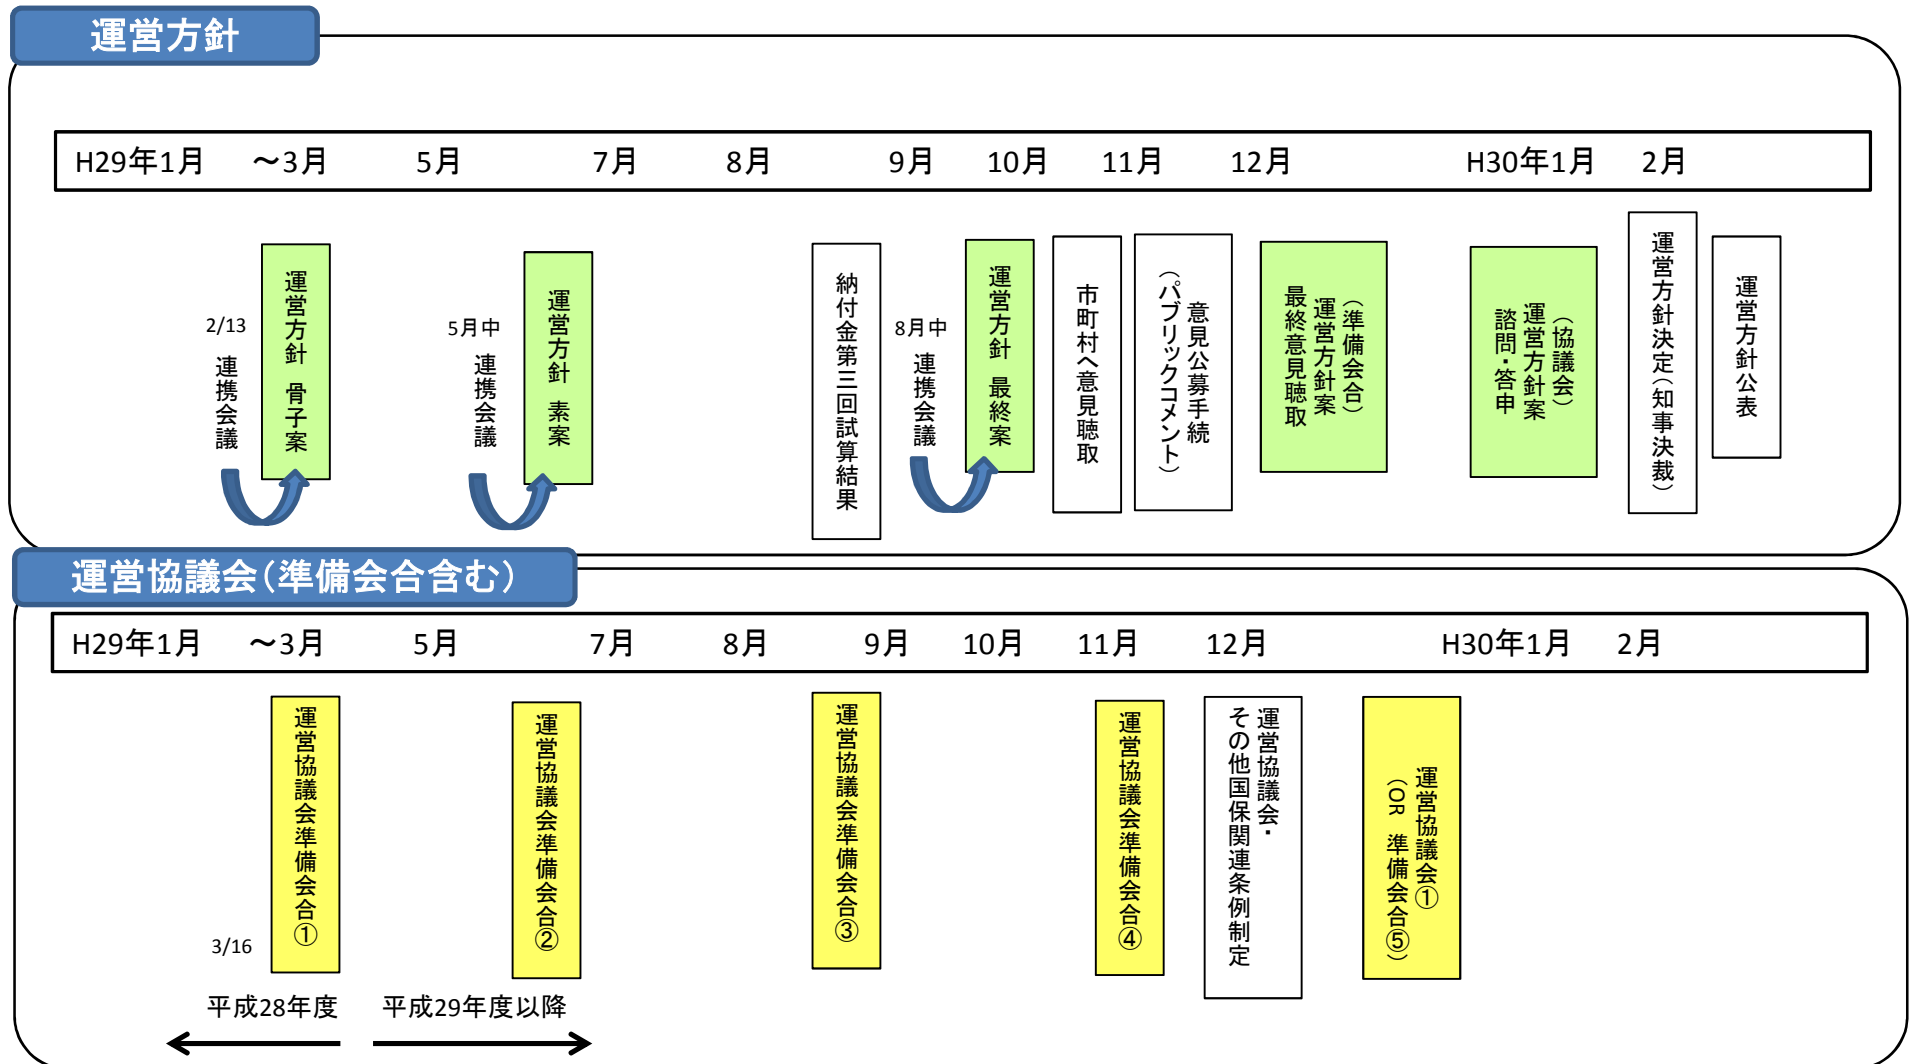 運営方針
H29年1月 ～3月 5月 7月 8月 9月 10月 11月 12月 H30年1月 2月
2/13
連携会議
運営方針 骨子案
5月中
連携会議
運営方針 素案
納付金第三回試算結果
8月中
連携会議
運営方針 最終案
市町村へ意見聴取
意見公募手続
（パブリックコメント）
（準備会合）
運営方針案
最終意見聴取
（協議会）
運営方針案
諮問・答申
運営方針決定（知事決裁）
運営方針公表
運営協議会（準備会合含む）
H29年1月 ～3月 5月 7月 8月 9月 10月 11月 12月 H30年1月 2月
3/16
運営協議会準備会合①
運営協議会準備会合②
運営協議会準備会合③
運営協議会準備会合④
運営協議会・
その他国保関連条例制定
運営協議会①
（OR 準備会合⑤）
平成28年度
平成29年度以降